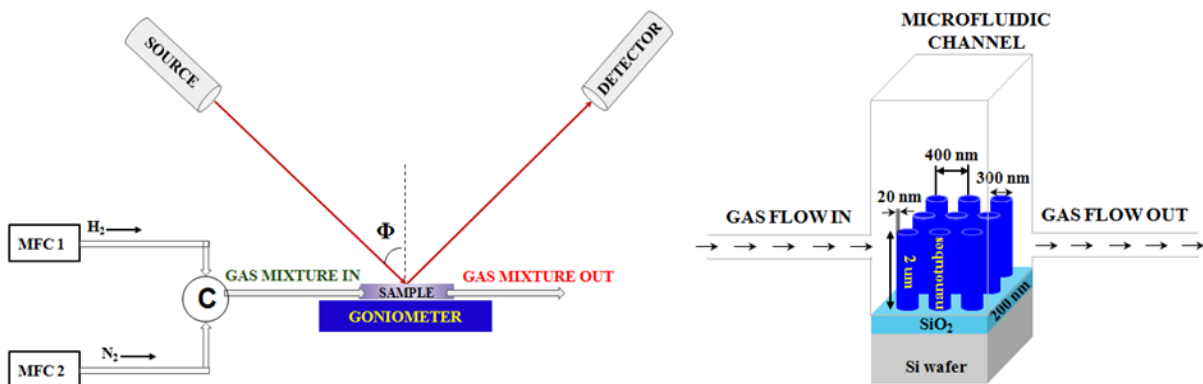 SOURCE
DETECTOR
Φ
MFC 1
H₂
C
GAS MIXTURE IN
GAS MIXTURE OUT
SAMPLE
GONIOMETER
MFC 2
N₂
MICROFLUIDIC
CHANNEL
400 nm
300 nm
20 nm
GAS FLOW IN
GAS FLOW OUT
2 um
nanotubes
200 nm
SiO₂
Si wafer